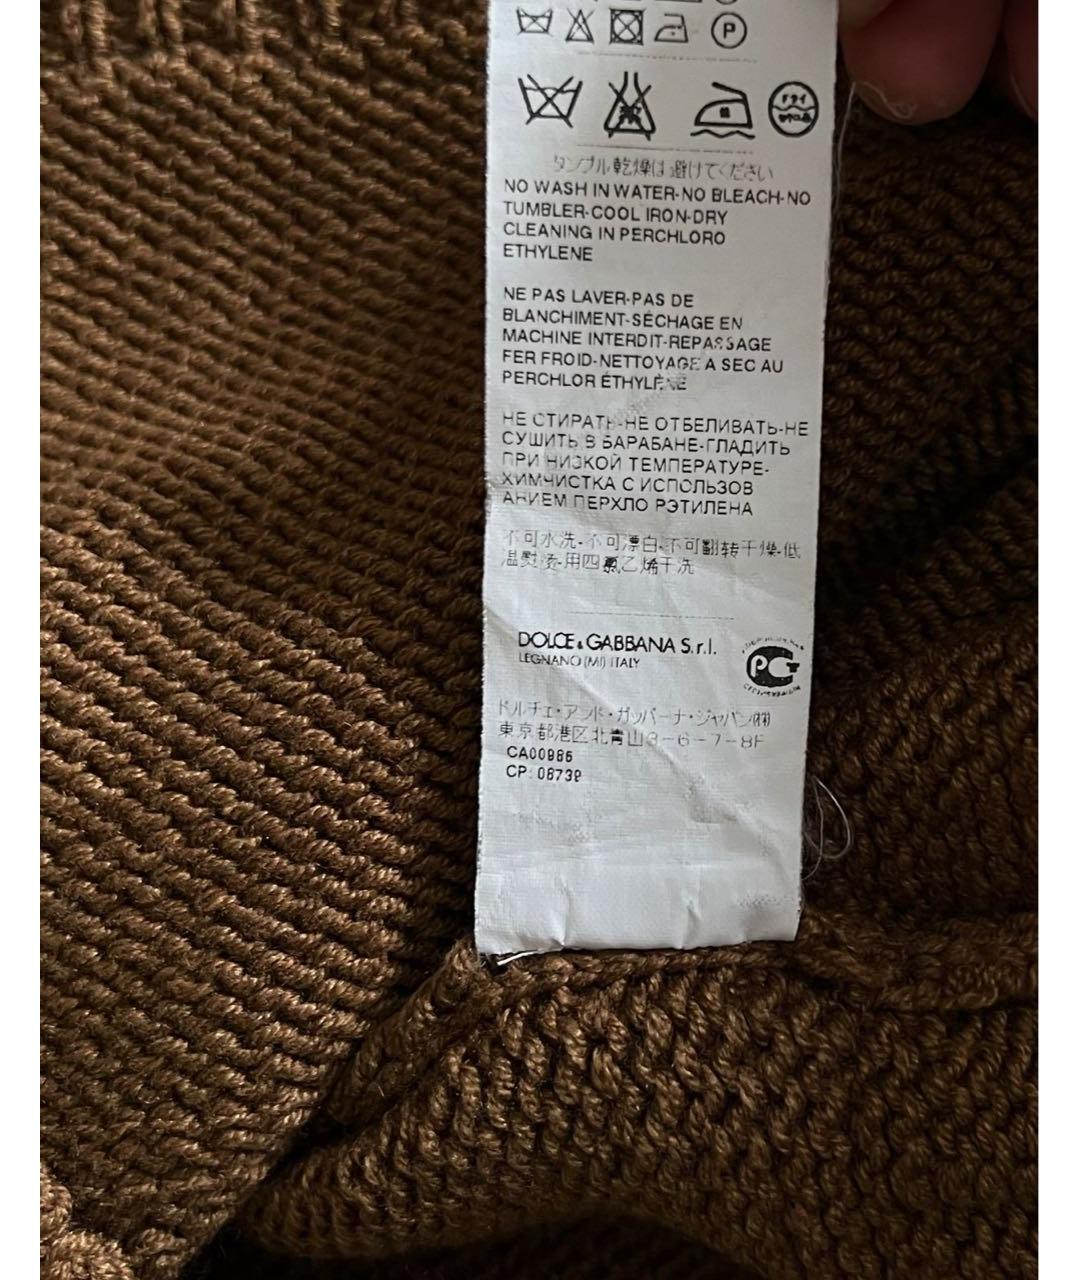 P
タンブル乾燥は避けてください
NO WASH IN WATER-NO BLEACH-NO
TUMBLER-COOL IRON-DRY
CLEANING IN PERCHLORO
ETHYLENE
NE PAS LAVER-PAS DE
BLANCHIMENT-SÉCHAGE EN
MACHINE INTERDIT-REPASSAGE
FER FROID-NETTOYAGE A SEC AU
PERCHLOR ÉTHYLÈNE
НЕ СТИРАТЬ-НЕ ОТБЕЛИВАТЬ-НЕ
СУШИТЬ В БАРАБАНЕ-ГЛАДИТЬ
ПРИ НИЗКОЙ ТЕМПЕРАТУРЕ-
ХИМЧИСТКА С ИСПОЛЬЗОВ
АНИЕМ ПЕРХЛО РЭТИЛЕНА
不可水洗-不可漂白-不可翻转干燥-低
温熨烫-用四氯乙烯干洗
DOLCE & GABBANA S.r.l.
LEGNANO (MI) ITALY
ドルチェ・アンド・ガッバーナ・ジャパン㈱
東京都港区北青山3-6-7-8F
CA00985
CP: 08739